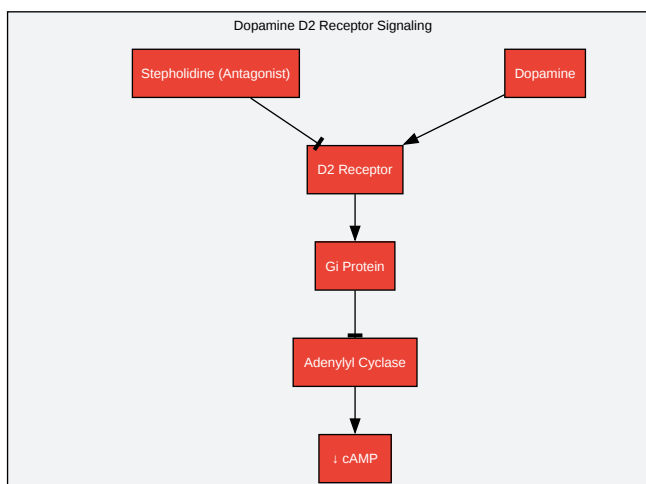 Dopamine D2 Receptor Signaling
Stepholidine (Antagonist)
Dopamine
D2 Receptor
Gi Protein
Adenylyl Cyclase
↓ cAMP